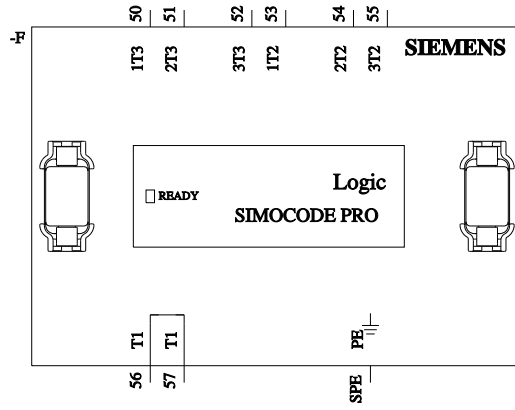 -F
50 51 52 53 54 55
1T3 2T3 3T3 1T2 2T2 3T2
SIEMENS
READY
Logic
SIMOCODE PRO
T1 T1 PE
56 57 SPE